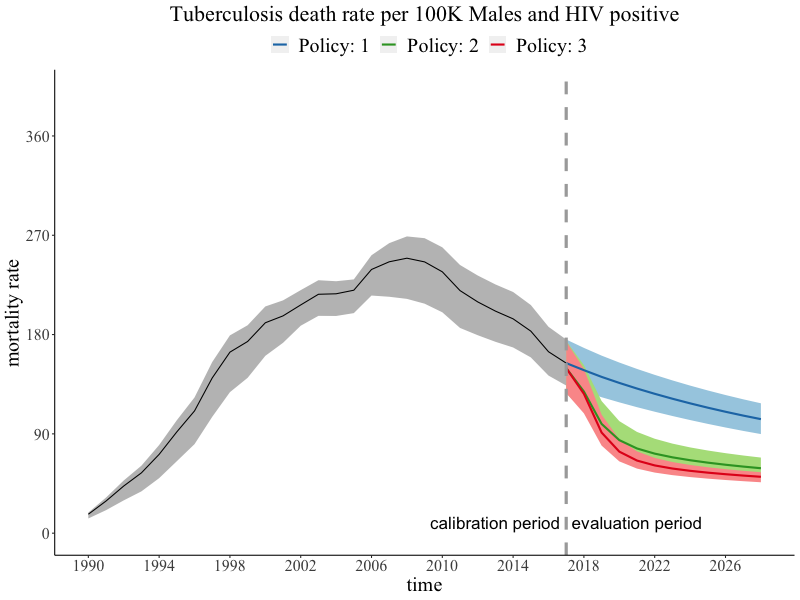 Tuberculosis death rate per 100K Males and HIV positive
Policy: 1 Policy: 2 Policy: 3
mortality rate
360
270
180
90
0
calibration period evaluation period
1990 1994 1998 2002 2006 2010 2014 2018 2022 2026
time